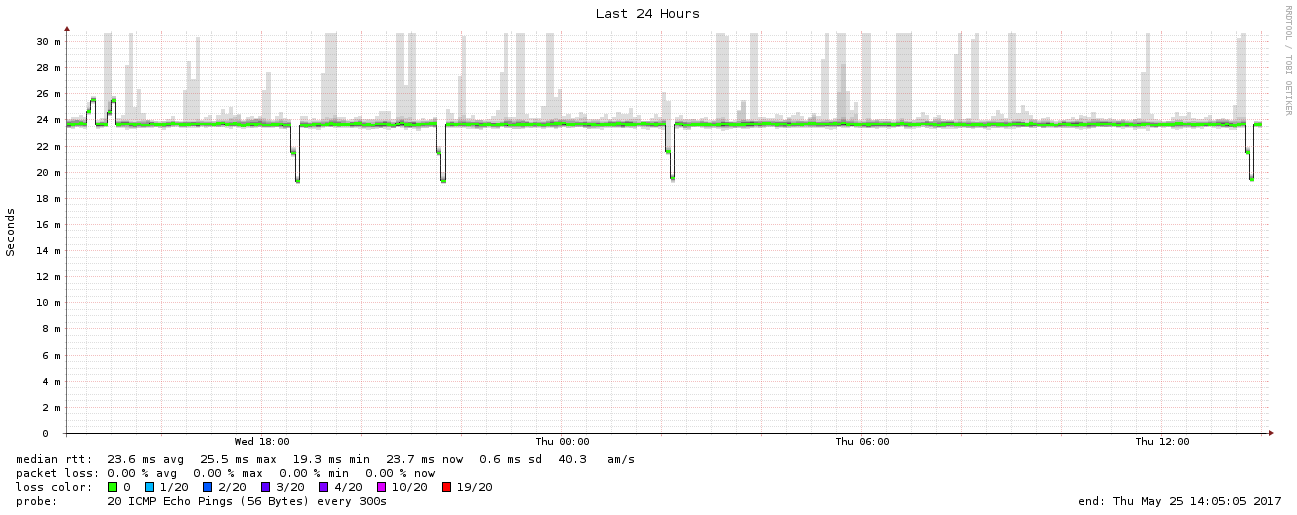 Last 24 Hours
RRDTOOL / TOBI OETIKER
Seconds
30 m
28 m
26 m
24 m
22 m
20 m
18 m
16 m
14 m
12 m
10 m
8 m
6 m
4 m
2 m
0
Wed 18:00 Thu 00:00 Thu 06:00 Thu 12:00
median rtt: 23.6 ms avg 25.5 ms max 19.3 ms min 23.7 ms now 0.6 ms sd 40.3 am/s
packet loss: 0.00 % avg 0.00 % max 0.00 % min 0.00 % now
loss color: 0 1/20 2/20 3/20 4/20 10/20 19/20
probe: 20 ICMP Echo Pings (56 Bytes) every 300s end: Thu May 25 14:05:05 2017